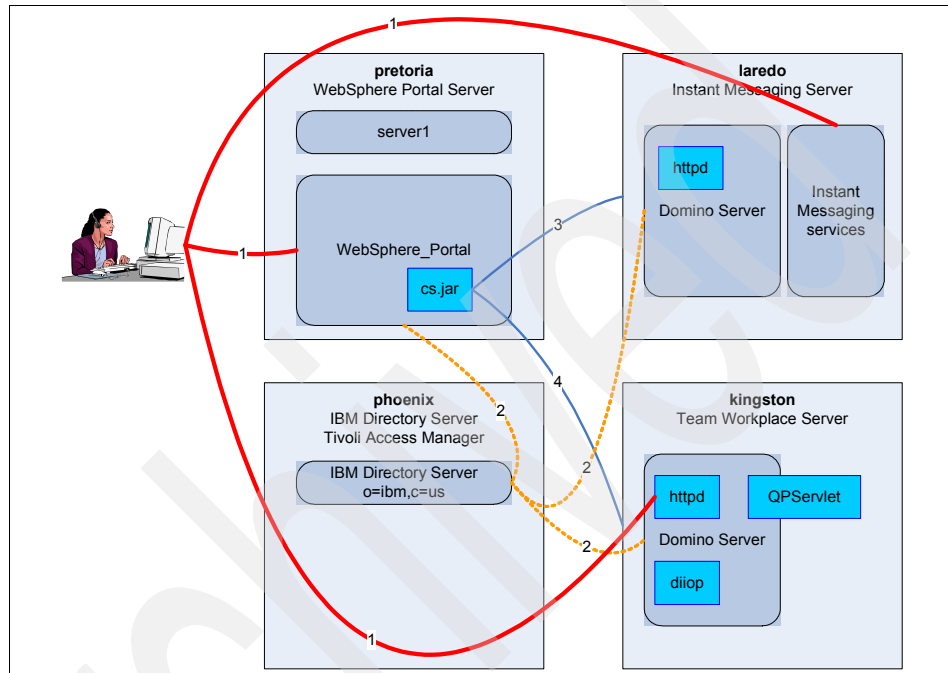 1
pretoria
WebSphere Portal Server
server1
WebSphere_Portal
cs.jar
laredo
Instant Messaging Server
httpd
Domino Server
Instant
Messaging
services
1
3
4
phoenix
IBM Directory Server
Tivoli Access Manager
IBM Directory Server
o=ibm,c=us
2
2
2
kingston
Team Workplace Server
httpd
QPServlet
Domino Server
diiop
1
Archived